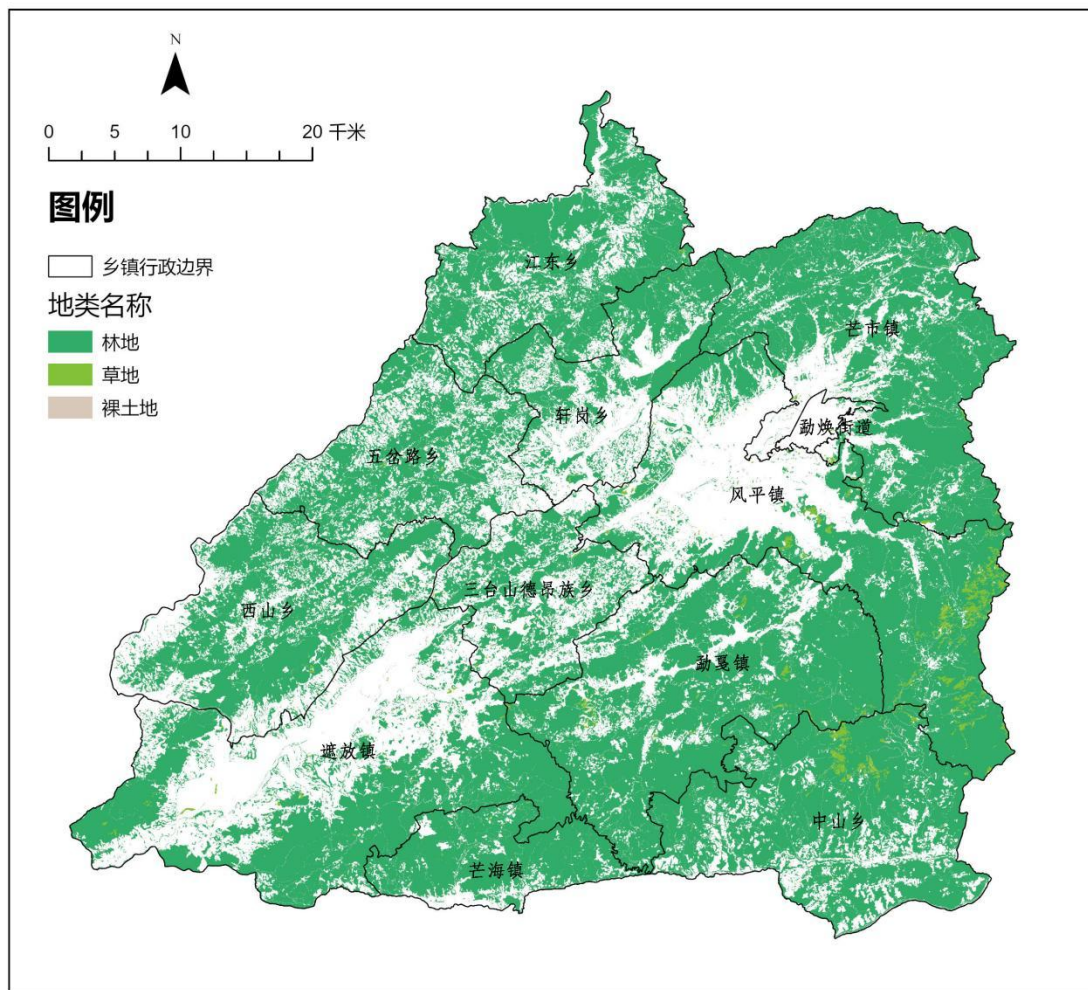 N
0 5 10 20 千米
图例
乡镇行政边界
地类名称
林地
草地
裸土地
江东乡
芒市镇
轩岗乡
勐焕街道
五岔路乡
风平镇
三台山德昂族乡
西山乡
勐戛镇
遮放镇
中山乡
芒海镇